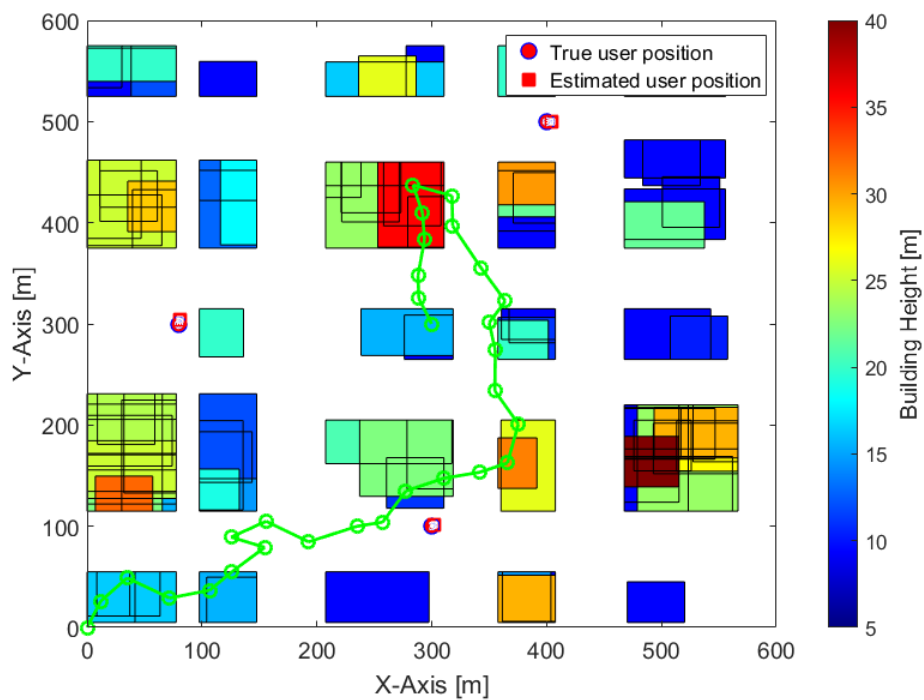 600
500
400
300
200
100
0
Y-Axis [m]
0 100 200 300 400 500 600
X-Axis [m]
True user position
Estimated user position
40
35
30
25
20
15
10
5
Building Height [m]